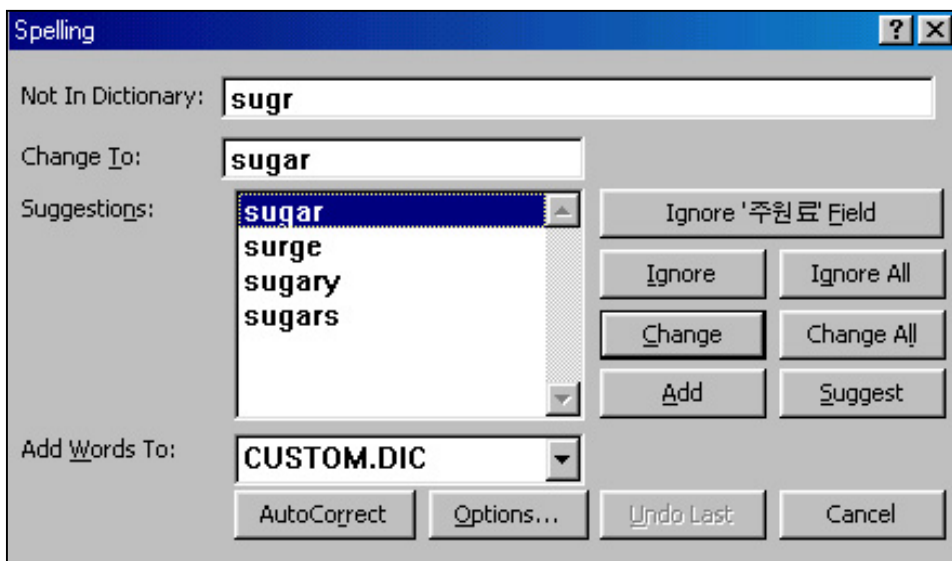 Spelling
Not In Dictionary: sugr
Change To: sugar
Suggestions: sugar
surge
sugary
sugars
Ignore '주원료' Field
Ignore Ignore All
Change Change All
Add Suggest
Add Words To: CUSTOM.DIC
AutoCorrect Options... Undo Last Cancel